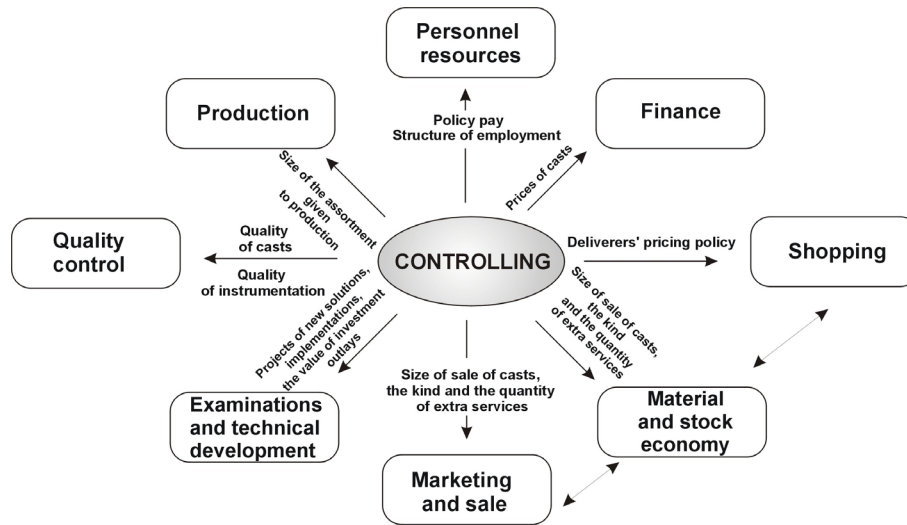 Personnel
resources
Production
Finance
Policy pay
Structure of employment
Size of the assortment
given
to production
Prices of casts
Quality
control
Quality
of casts
Quality
of instrumentation
CONTROLLING
Deliverers' pricing policy
Shopping
Projects of new solutions,
implementations,
the value of investment
outlays
Size of sale of casts,
the kind and the quantity
of extra services
Size of sale of casts,
the kind
and the quantity
of extra services
Examinations
and technical
development
Material
and stock
economy
Marketing
and sale